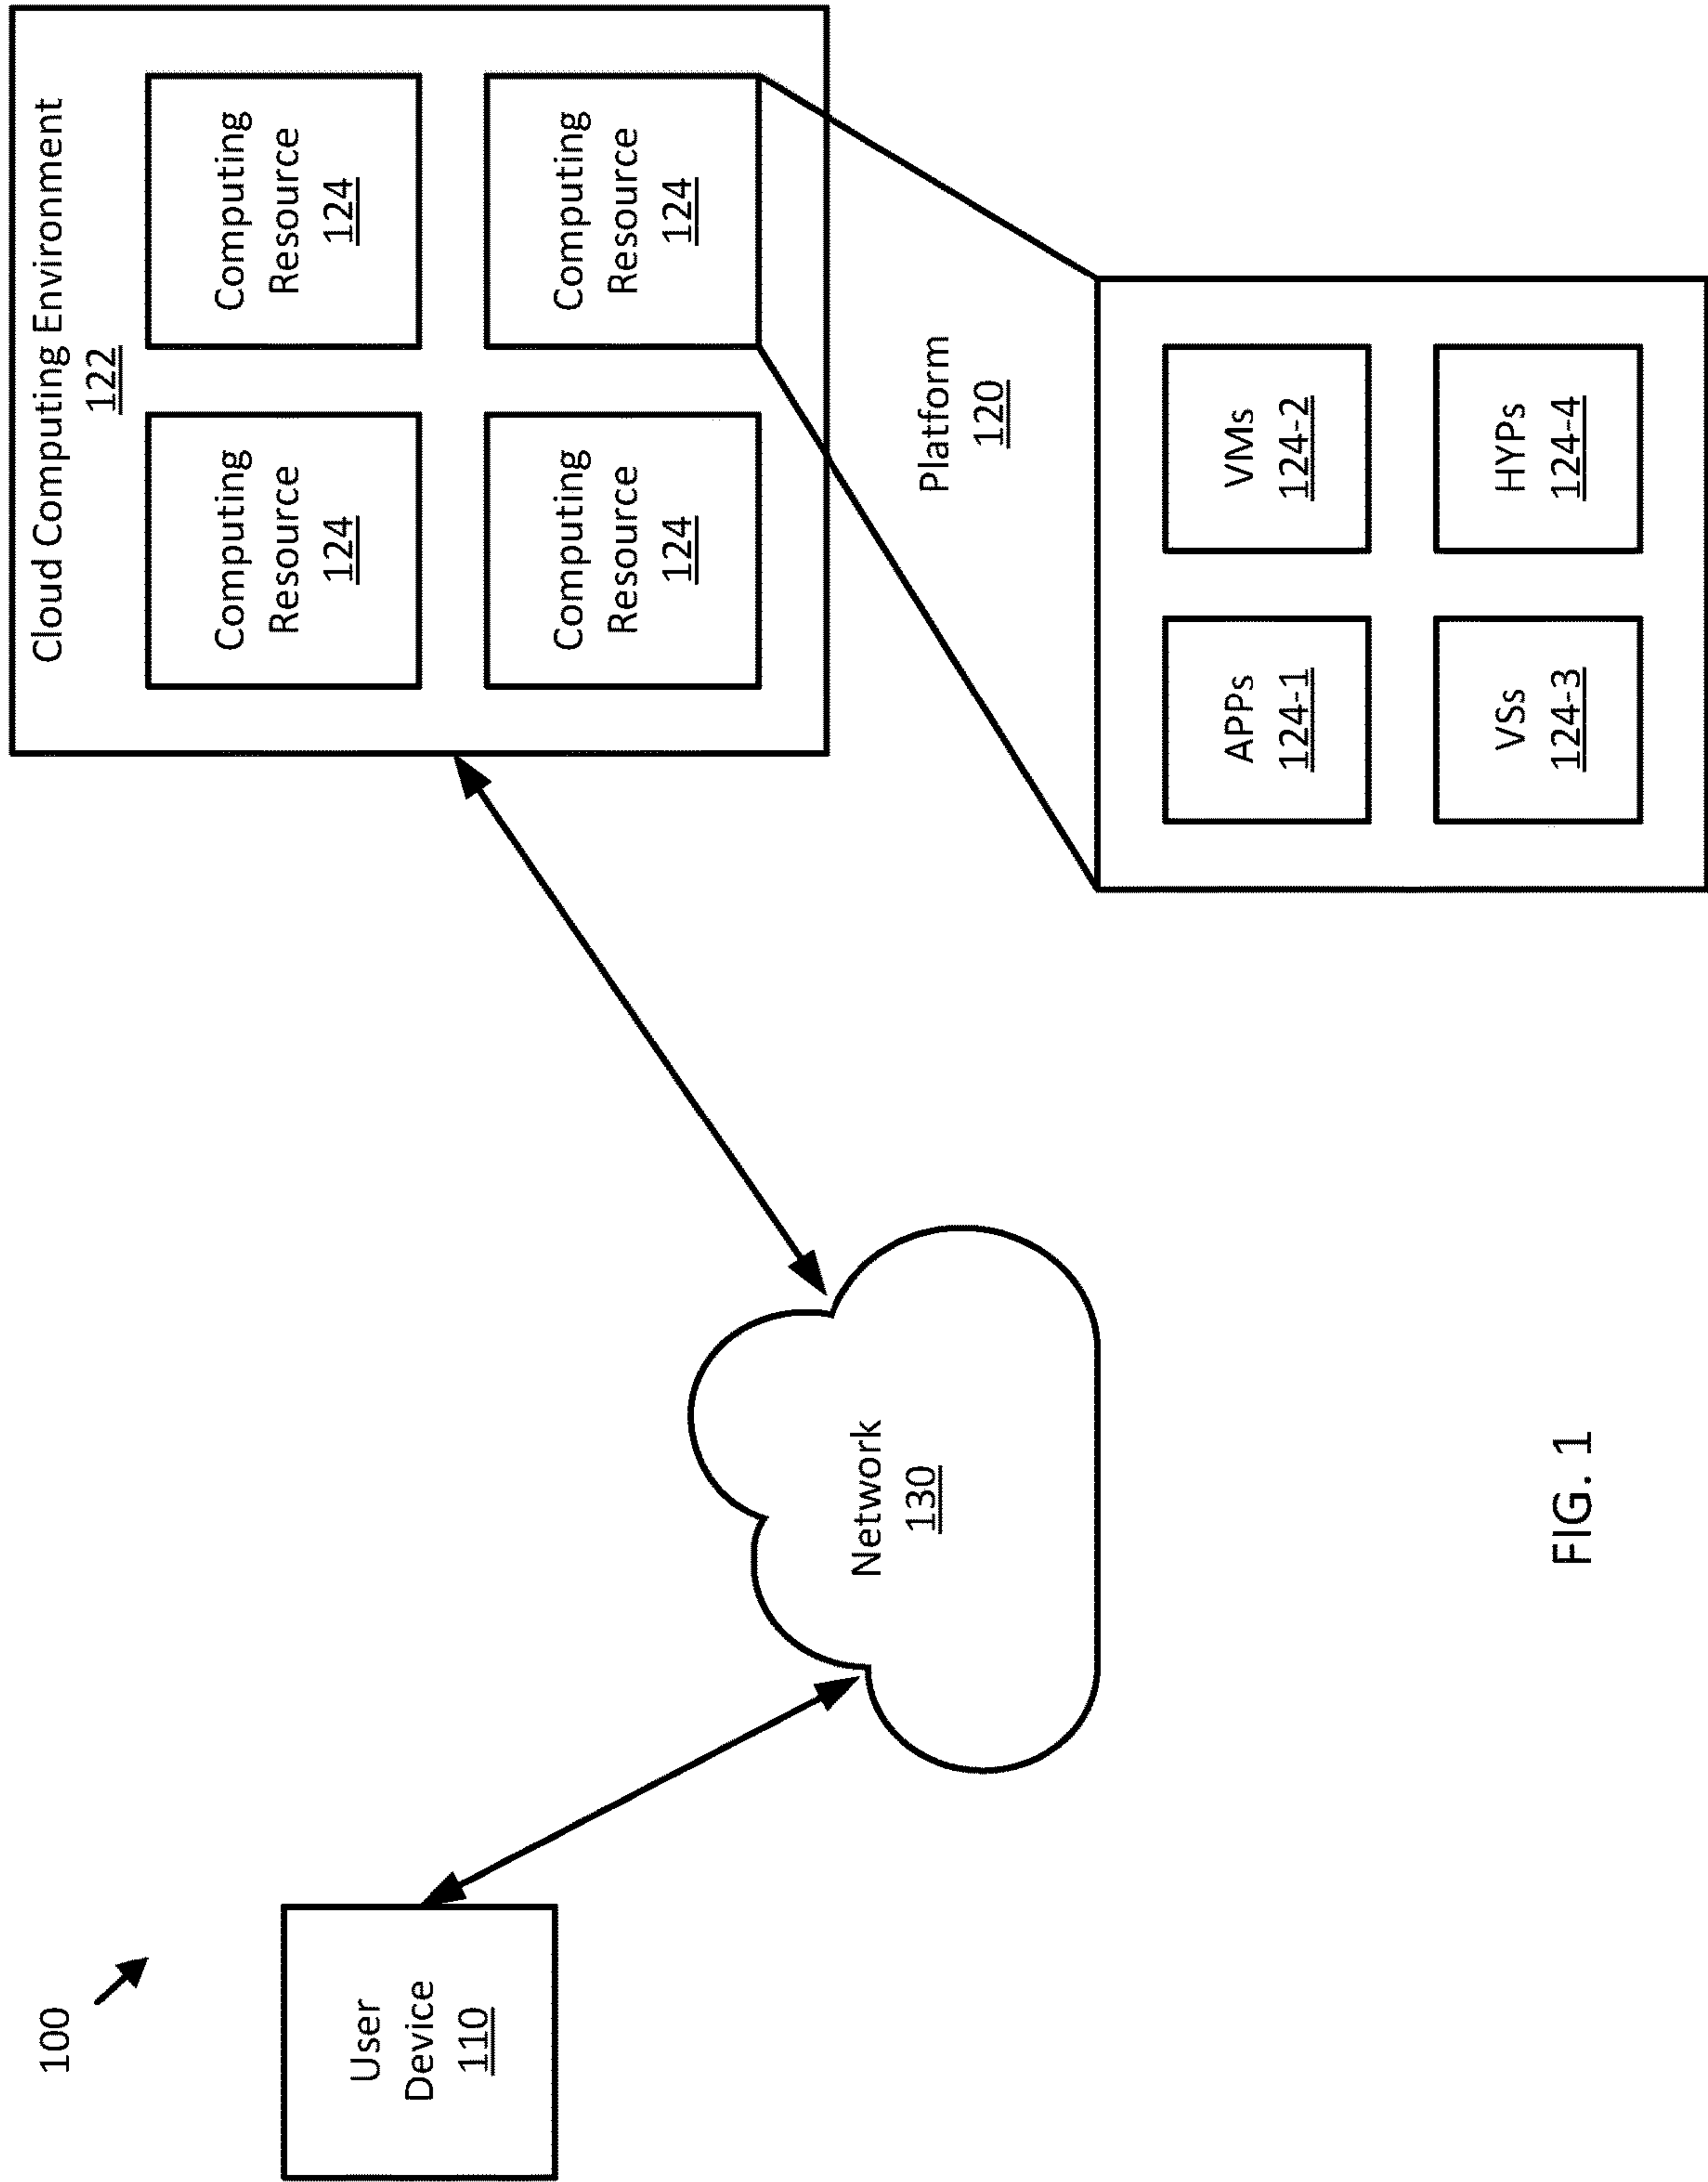 100
User
Device
110
Network
130
Cloud Computing Environment
122
Computing
Resource
124
Computing
Resource
124
Computing
Resource
124
Computing
Resource
124
Platform
120
APPs
124-1
VMs
124-2
VSs
124-3
HYPs
124-4
FIG. 1